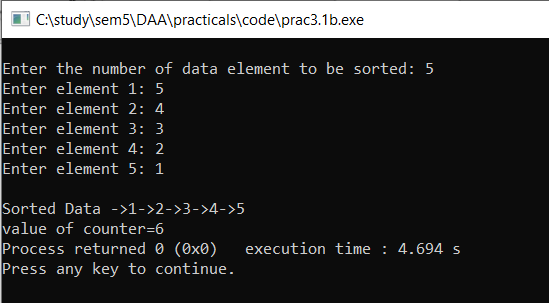 C:\study\sem5\DAA\practicals\code\prac3.1b.exe
Enter the number of data element to be sorted: 5
Enter element 1: 5
Enter element 2: 4
Enter element 3: 3
Enter element 4: 2
Enter element 5: 1
Sorted Data ->1->2->3->4->5
value of counter=6
Process returned 0 (0x0)   execution time : 4.694 s
Press any key to continue.